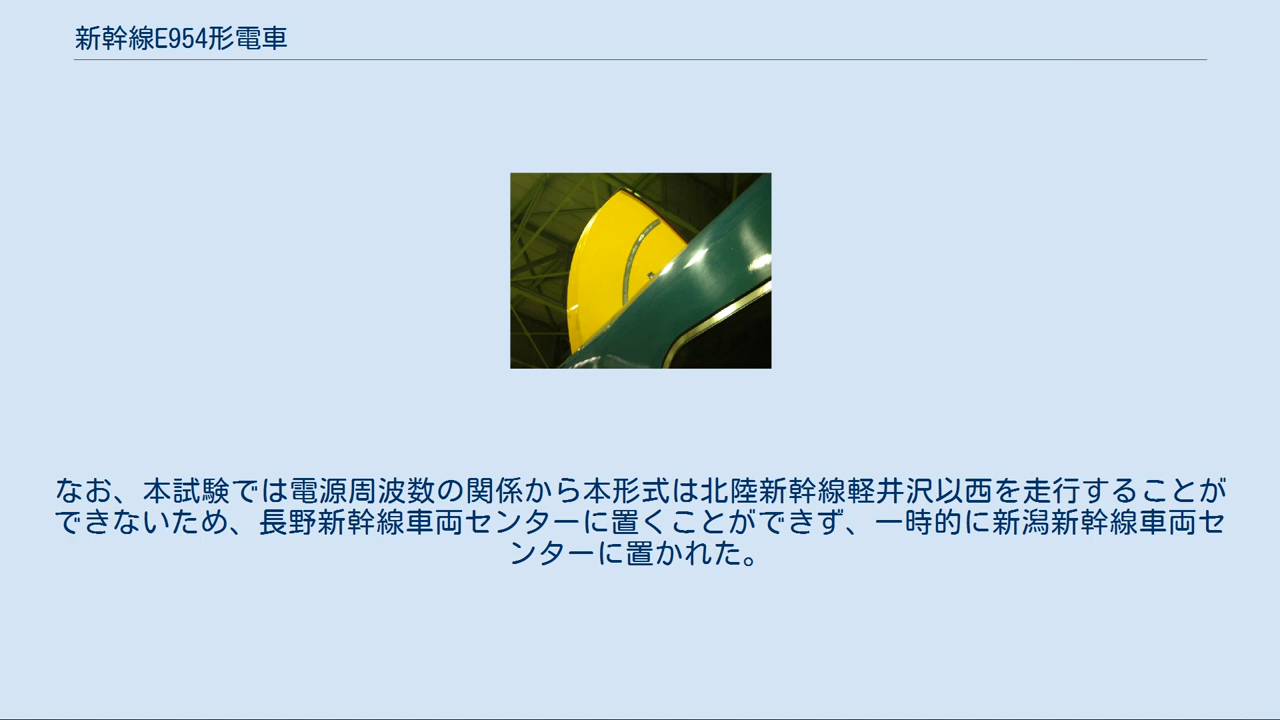 新幹線E954形電車
なお、本試験では電源周波数の関係から本形式は北陸新幹線軽井沢以西を走行することが
できないため、長野新幹線車両センターに置くことができず、一時的に新潟新幹線車両セ
ンターに置かれた。